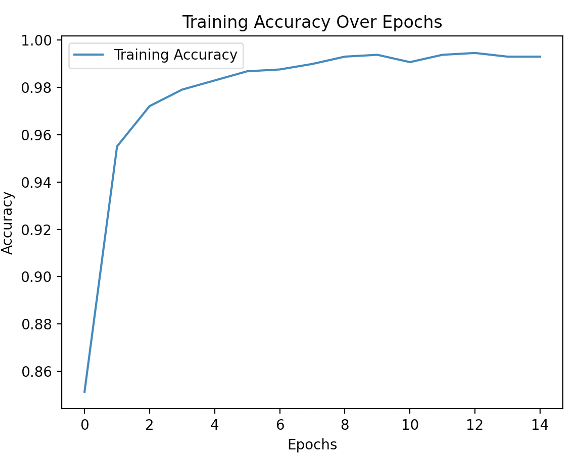 Training Accuracy Over Epochs
Training Accuracy
1.00
0.98
0.96
0.94
0.92
0.90
0.88
0.86
Accuracy
0 2 4 6 8 10 12 14
Epochs